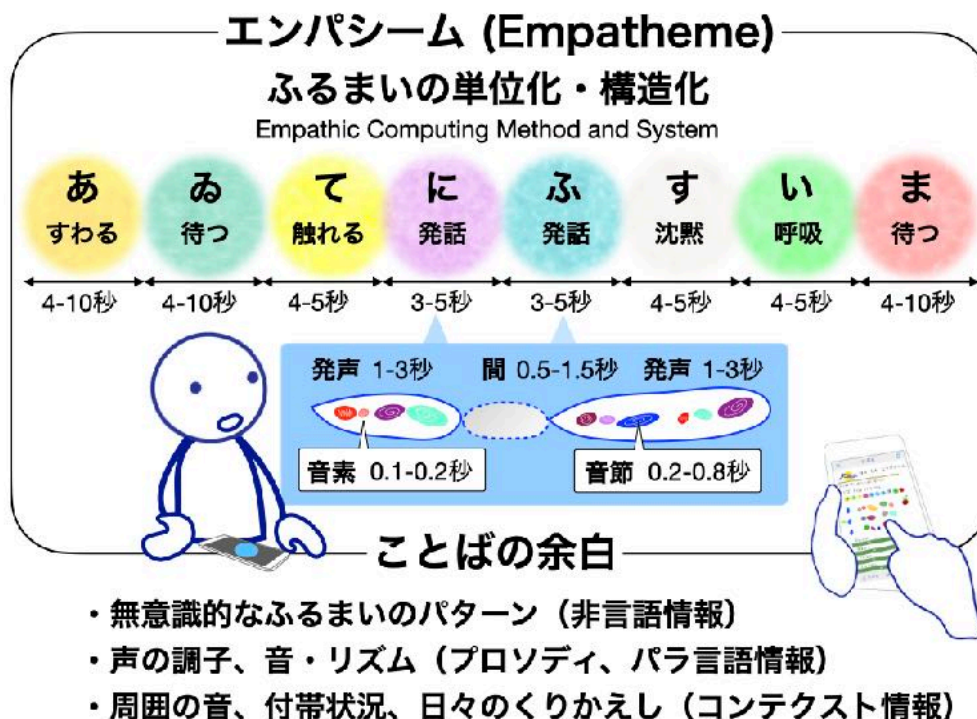 エンパシーム (Empatheme)
ふるまいの単位化・構造化
Empathic Computing Method and System
あ ゐ て に ふ す い ま
すわる 待つ 触れる 発話 発話 沈黙 呼吸 待つ
4-10秒 4-10秒 4-5秒 3-5秒 3-5秒 4-5秒 4-5秒 4-10秒
発声 1-3秒 間 0.5-1.5秒 発声 1-3秒
音素 0.1-0.2秒 音節 0.2-0.8秒
ことばの余白
・無意識的なふるまいのパターン（非言語情報）
・声の調子、音・リズム（プロソディ、パラ言語情報）
・周囲の音、付帯状況、日々のくりかえし（コンテクスト情報）